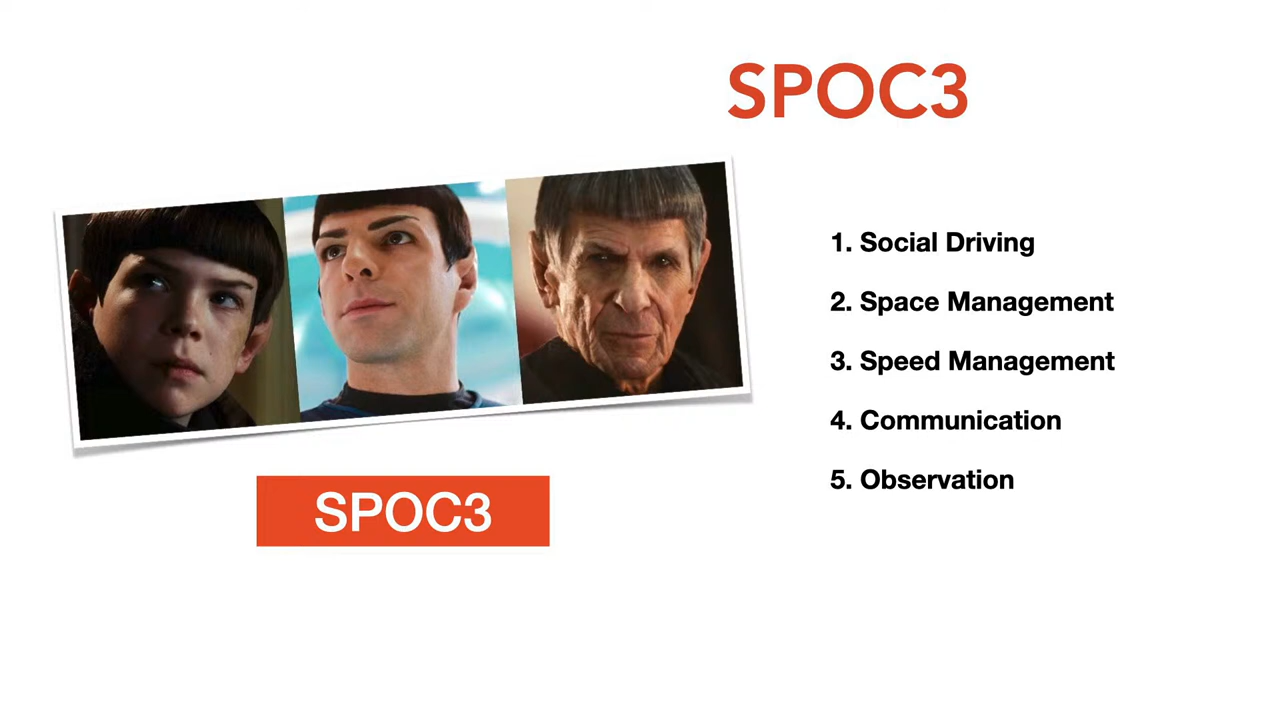 SPOC3
1. Social Driving
2. Space Management
3. Speed Management
4. Communication
5. Observation
SPOC3